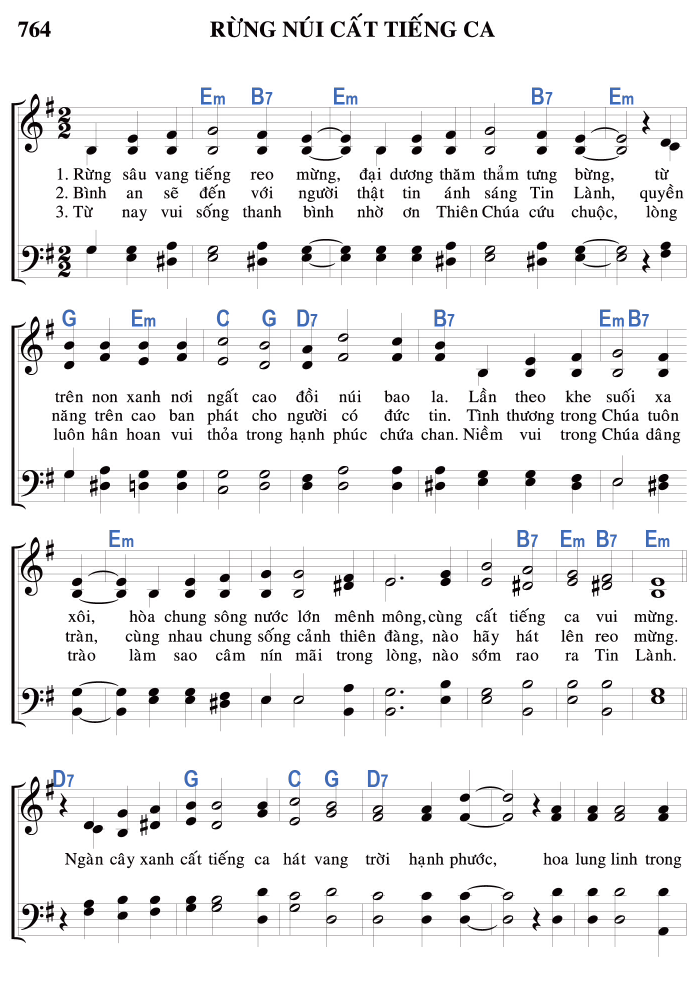 764 RỪNG NÚI CẤT TIẾNG CA
Em B7 Em B7 Em
1. Rừng sâu vang tiếng reo mừng, đại dương thăm thẳm tưng bừng, từ
2. Bình an sẽ đến với người thật tin ánh sáng Tin Lành, quyền
3. Từ nay vui sống thanh bình nhờ ơn Thiên Chúa cứu chuộc, lòng
G Em C G D7 B7 Em B7
trên non xanh nơi ngất cao đồi núi bao la. Lần theo khe suối xa
năng trên cao ban phát cho người có đức tin. Tình thương trong Chúa tuôn
luôn hân hoan vui thỏa trong hạnh phúc chứa chan. Niềm vui trong Chúa dâng
Em B7 Em B7 Em
xôi, hòa chung sông nước lớn mênh mông, cùng cất tiếng ca vui mừng.
tràn, cùng nhau chung sống cảnh thiên đàng, nào hãy hát lên reo mừng.
trào làm sao câm nín mãi trong lòng, nào sớm rao ra Tin Lành.
D7 G C G D7
Ngàn cây xanh cất tiếng ca hát vang trời hạnh phước, hoa lung linh trong